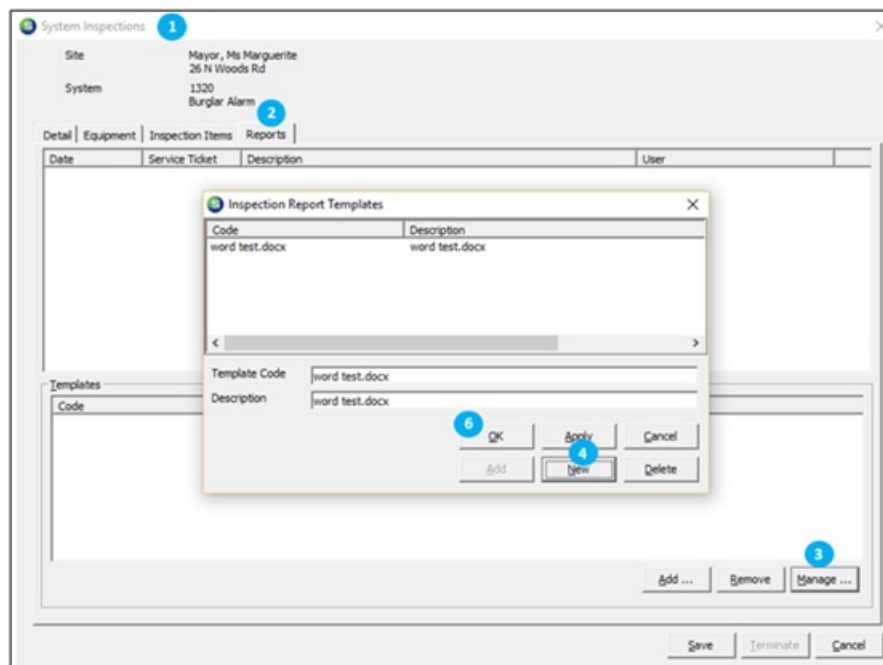 System Inspections 1
Site Mayor, Ms Marguerite
26 N Woods Rd
System 1320
Burglar Alarm
2
Detail Equipment Inspection Items Reports
Date Service Ticket Description User
Inspection Report Templates
Code Description
word test.docx word test.docx
Template Code word test.docx
Description word test.docx
6
OK Apply Cancel
4
Add New Delete
Templates
Code
3
Add ... Remove Manage ...
Save Terminate Cancel